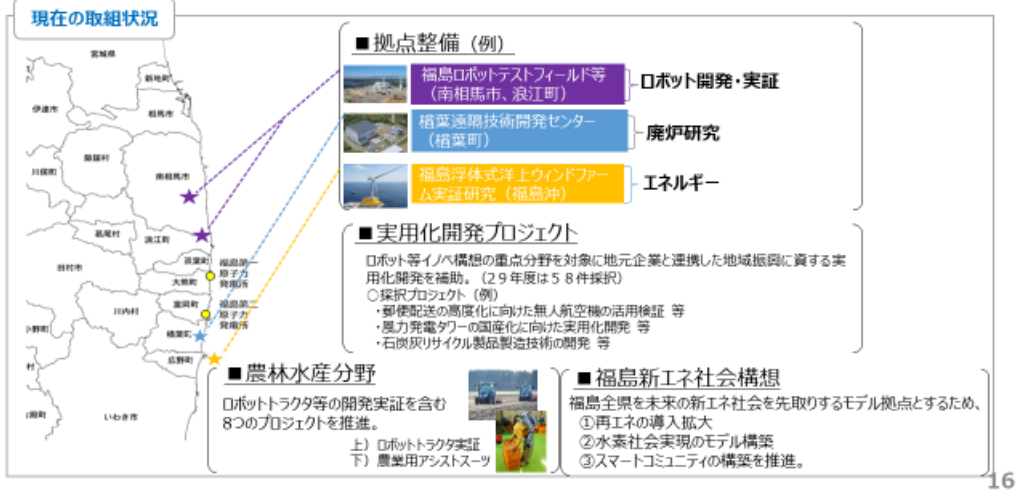 現在の取組状況
宮城県
新地町
伊達市
相馬市
飯舘村
川俣町
南相馬市
葛尾村
浪江町
双葉町
田村市
大熊町
福島第一
原子力
発電所
富岡町
川内村
福島第二
原子力
発電所
小野町
楢葉町
広野町
いわき市
■拠点整備（例）
福島ロボットテストフィールド等
（南相馬市、浪江町）
ロボット開発・実証
楢葉遠隔技術開発センター
（楢葉町）
廃炉研究
福島浮体式洋上ウィンドファー
ム実証研究（福島沖）
エネルギー
■実用化開発プロジェクト
ロボット等イノベ構想の重点分野を対象に地元企業と連携した地域振興に資する実
用化開発を補助。（２９年度は５８件採択）
○採択プロジェクト（例）
・郵便配送の高度化に向けた無人航空機の活用検証 等
・風力発電タワーの国産化に向けた実用化開発 等
・石炭灰リサイクル製品製造技術の開発 等
■農林水産分野
ロボットトラクタ等の開発実証を含む
8つのプロジェクトを推進。
上）ロボットトラクタ実証
下）農業用アシストスーツ
■福島新エネ社会構想
福島全県を未来の新エネ社会を先取りするモデル拠点とするため、
①再エネの導入拡大
②水素社会実現のモデル構築
③スマートコミュニティの構築を推進。
16